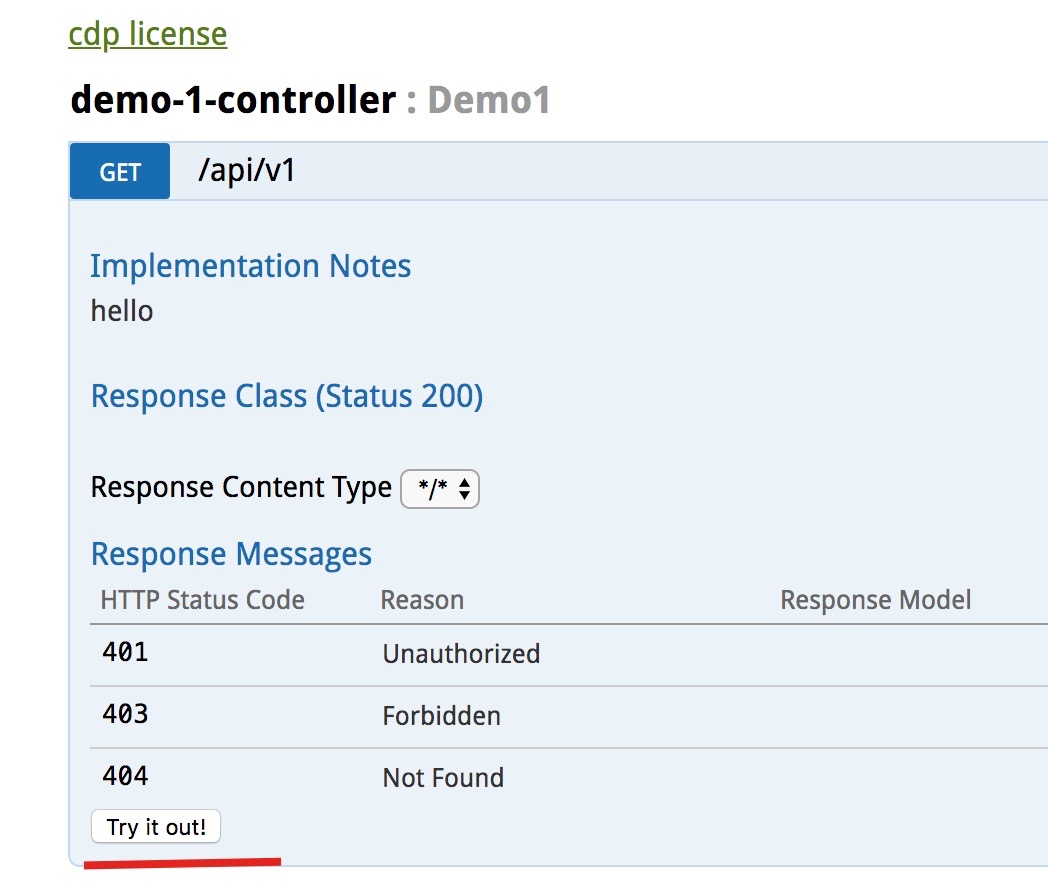 cdp license
demo-1-controller : Demo1
GET /api/v1
Implementation Notes
hello
Response Class (Status 200)
Response Content Type */*
Response Messages
HTTP Status Code Reason Response Model
401 Unauthorized
403 Forbidden
404 Not Found
Try it out!